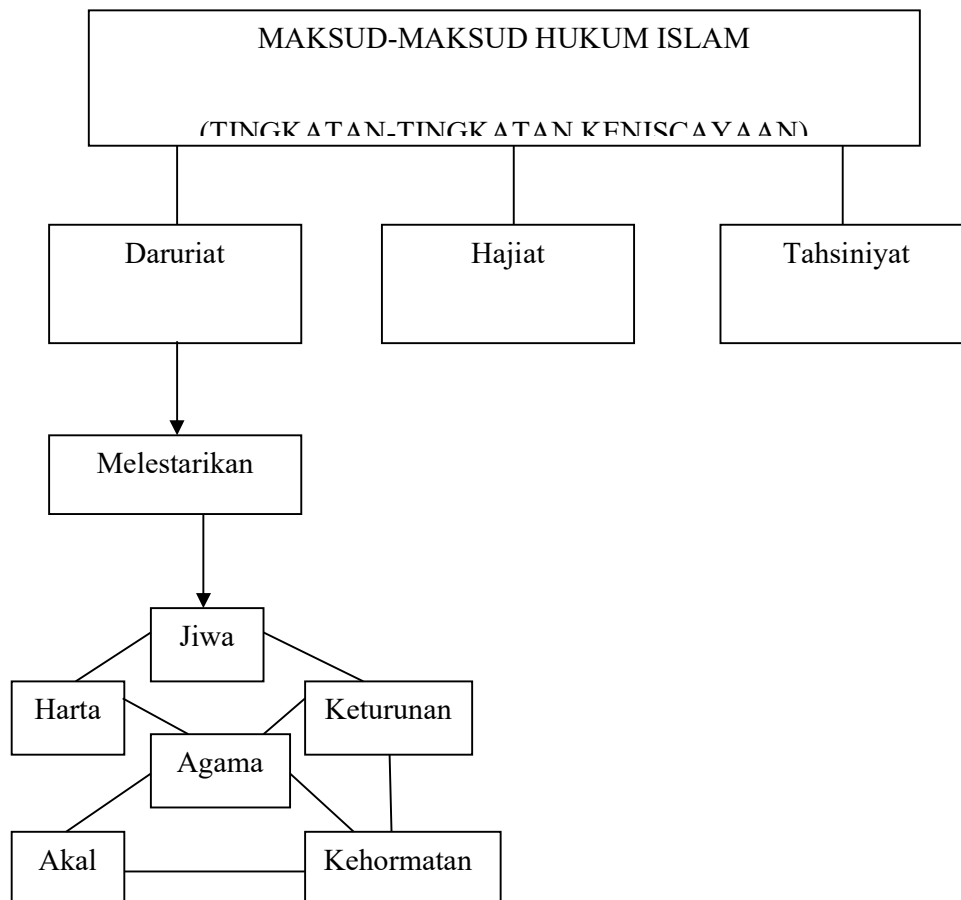 MAKSUD-MAKSUD HUKUM ISLAM
(TINGKATAN-TINGKATAN KENISCAYAAN)
Daruriat
Hajiat
Tahsiniyat
Melestarikan
Jiwa
Harta
Keturunan
Agama
Akal
Kehormatan